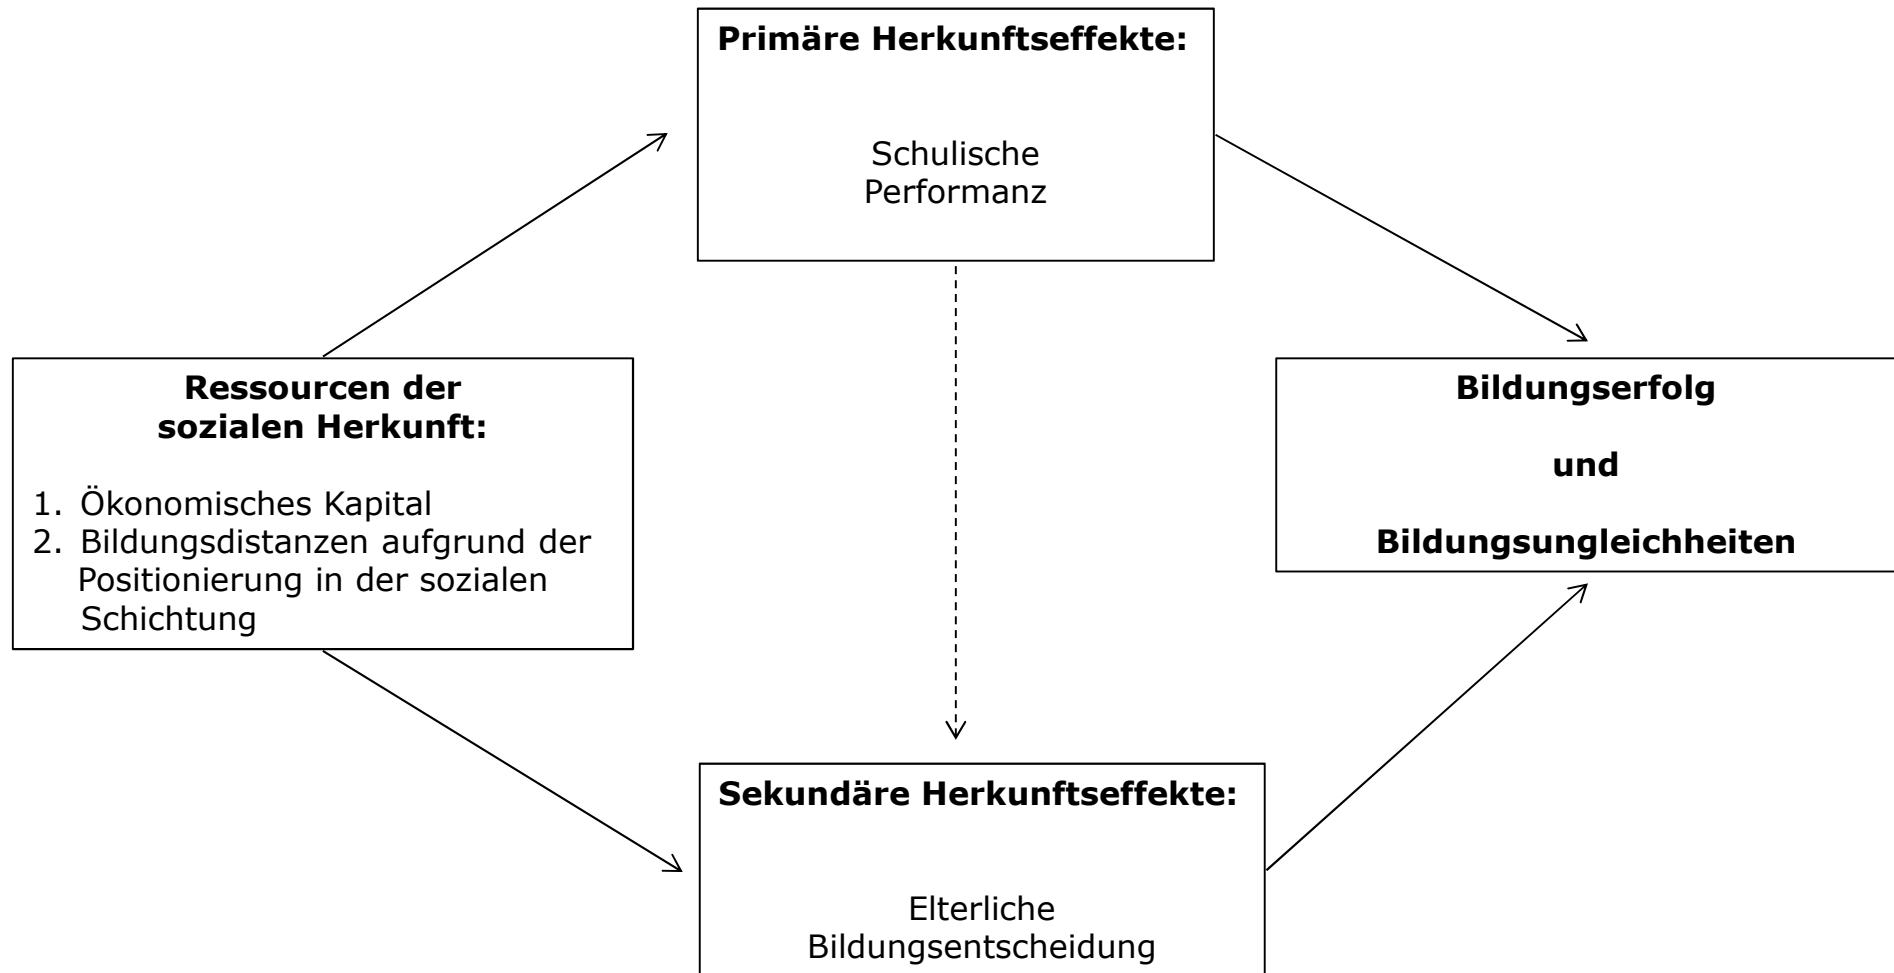 Primäre Herkunftseffekte:
Schulische
Performanz
Ressourcen der
sozialen Herkunft:
1. Ökonomisches Kapital
2. Bildungsdistanzen aufgrund der
Positionierung in der sozialen
Schichtung
Bildungserfolg
und
Bildungsungleichheiten
Sekundäre Herkunftseffekte:
Elterliche
Bildungsentscheidung